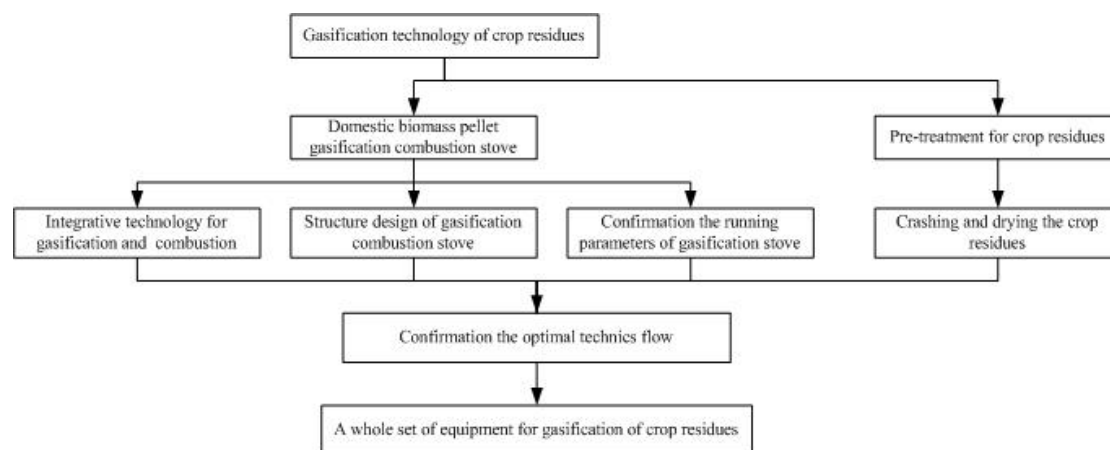 Gasification technology of crop residues
Domestic biomass pellet
gasification combustion stove
Pre-treatment for crop residues
Integrative technology for
gasification and combustion
Structure design of gasification
combustion stove
Confirmation the running
parameters of gasification stove
Crashing and drying the crop
residues
Confirmation the optimal technics flow
A whole set of equipment for gasification of crop residues